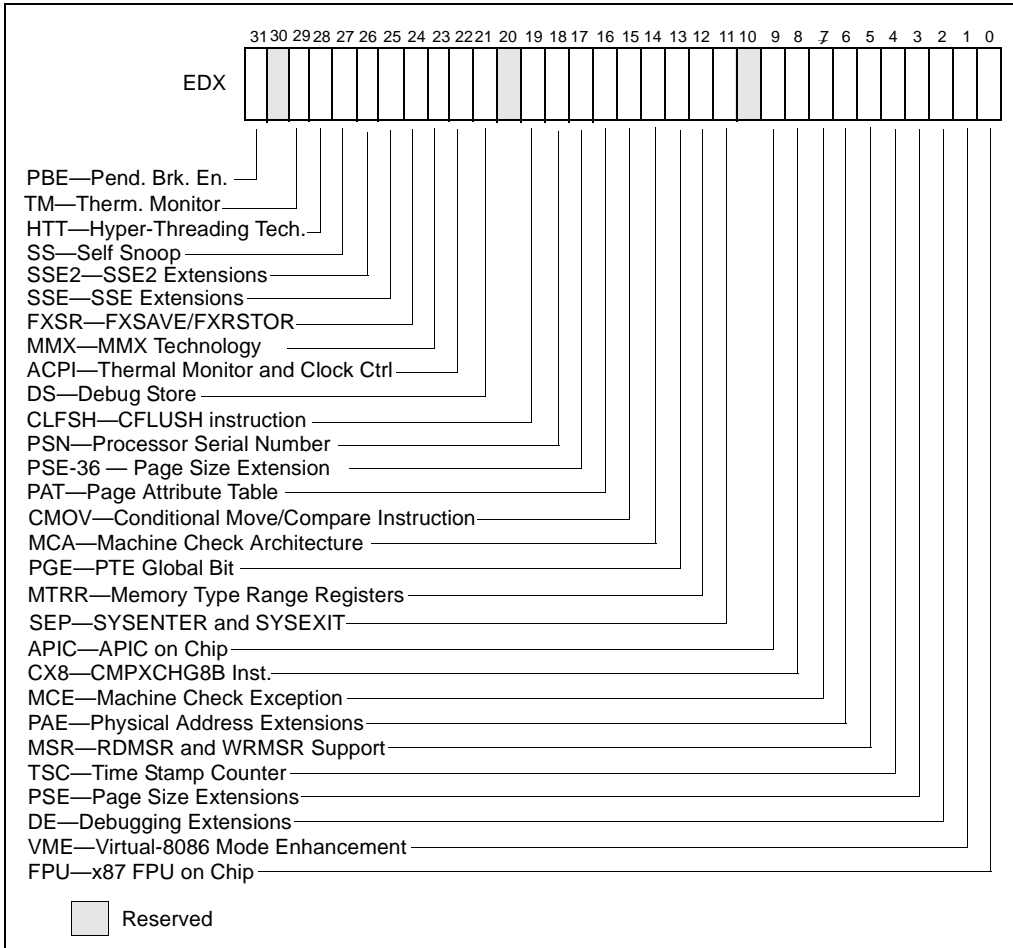 31 30 29 28 27 26 25 24 23 22 21 20 19 18 17 16 15 14 13 12 11 10 9 8 7 6 5 4 3 2 1 0
EDX
PBE—Pend. Brk. En.
TM—Therm. Monitor
HTT—Hyper-Threading Tech.
SS—Self Snoop
SSE2—SSE2 Extensions
SSE—SSE Extensions
FXSR—FXSAVE/FXRSTOR
MMX—MMX Technology
ACPI—Thermal Monitor and Clock Ctrl
DS—Debug Store
CLFSH—CFLUSH instruction
PSN—Processor Serial Number
PSE-36 — Page Size Extension
PAT—Page Attribute Table
CMOV—Conditional Move/Compare Instruction
MCA—Machine Check Architecture
PGE—PTE Global Bit
MTRR—Memory Type Range Registers
SEP—SYSENTER and SYSEXIT
APIC—APIC on Chip
CX8—CMPXCHG8B Inst.
MCE—Machine Check Exception
PAE—Physical Address Extensions
MSR—RDMSR and WRMSR Support
TSC—Time Stamp Counter
PSE—Page Size Extensions
DE—Debugging Extensions
VME—Virtual-8086 Mode Enhancement
FPU—x87 FPU on Chip
Reserved